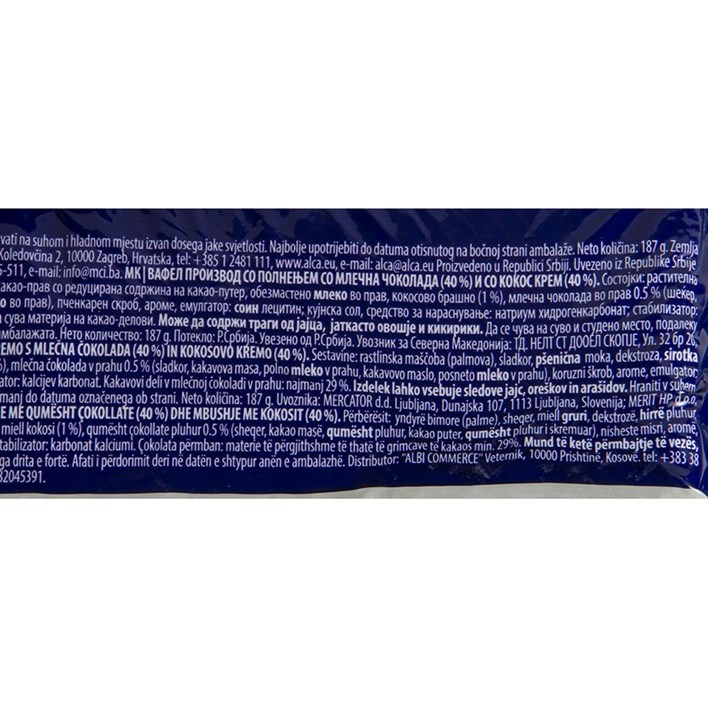 vati na suhom i hladnom mjestu izvan dosega jake svjetlosti. Najbolje upotrijebiti do datuma otisnutog na bočnoj strani ambalaže. Neto količina: 187 g. Zemlja
Koledovčina 2, 10000 Zagreb, Hrvatska, tel: +385 1 2481 111, www.alca.eu, e-mail: alca@alca.eu Proizvedeno u Republici Srbiji. Uvezeno iz Republike Srbije
5-511, e-mail: info@mci.ba. MK | ВАФЕЛ ПРОИЗВОД СО ПОЛНЕЊЕМ СО МЛЕЧНА ЧОКОЛАДА (40 %) И СО КОКОС КРЕМ (40 %). Состојки: растителна
какао-прав со редуцирана содржина на какао-путер, обезмастено млеко во прав, кокосово брашно (1 %), млечна чоколада во прав 0.5 % (шеќер,
о во прав), пченкарен скроб, ароме, емулгатор: соин лецитин; кујнска сол, средство за нараснување: натриум хидрогенкарбонат; стабилизатор:
а сува материја на какао-делови. Може да содржи траги од јајца, јаткасто овошје и кикирики. Да се чува на суво и студено место, подалеку
мбалажата. Нето количина: 187 g. Потекло: Р.Србија. Увезено од Р.Србија. Увозник за Северна Македонија: ТД. НЕЛТ СТ ДООЕЛ СКОПЈЕ, Ул. 32 бр 26,
EMO S MLEČNA ČOKOLADA (40 %) IN KOKOSOVO KREMO (40 %). Sestavine: rastlinska maščoba (palmova), sladkor, pšenična moka, dekstroza, sirotka
%), mlečna čokolada v prahu 0.5 % (sladkor, kakavova masa, polno mleko v prahu, kakavovo maslo, posneto mleko v prahu), koruzni škrob, arome, emulgator:
ator: kalcijev karbonat. Kakavovi deli v mlečnoj čokoladi v prahu: najmanj 29 %. Izdelek lahko vsebuje sledove jajc, oreškov in arašidov. Hraniti v suhem
manj do datuma označenega ob strani. Neto količina: 187 g. Uvoznika: MERCATOR d.d. Ljubljana, Dunajska 107, 1113 Ljubljana, Slovenija; MERIT HP d.o.o,
E ME QUMËSHT ÇOKOLLATE (40 %) DHE MBUSHJE ME KOKOSIT (40 %). Përbërësit: yndyrë bimore (palme), sheqer, miell gruri, dekstrozë, hirrë pluhur
miell kokosi (1 %), qumësht çokollate pluhur 0.5 % (sheqer, kakao masë, qumësht pluhur, kakao puter, qumësht pluhur i skremuar), nisheste misri, aromë,
tabilizator: karbonat kalciumi. Çokolata përmban: materie të përgjithshme të thatë të grimcave të kakaos min. 29%. Mund të ketë përmbajtje të vezës,
ga drita e fortë. Afati i përdorimit deri në datën e shtypur anën e ambalazhë. Distributor: "ALBI COMMERCE" Veternik, 10000 Prishtinë, Kosovë. tel: +383 38
32045391.